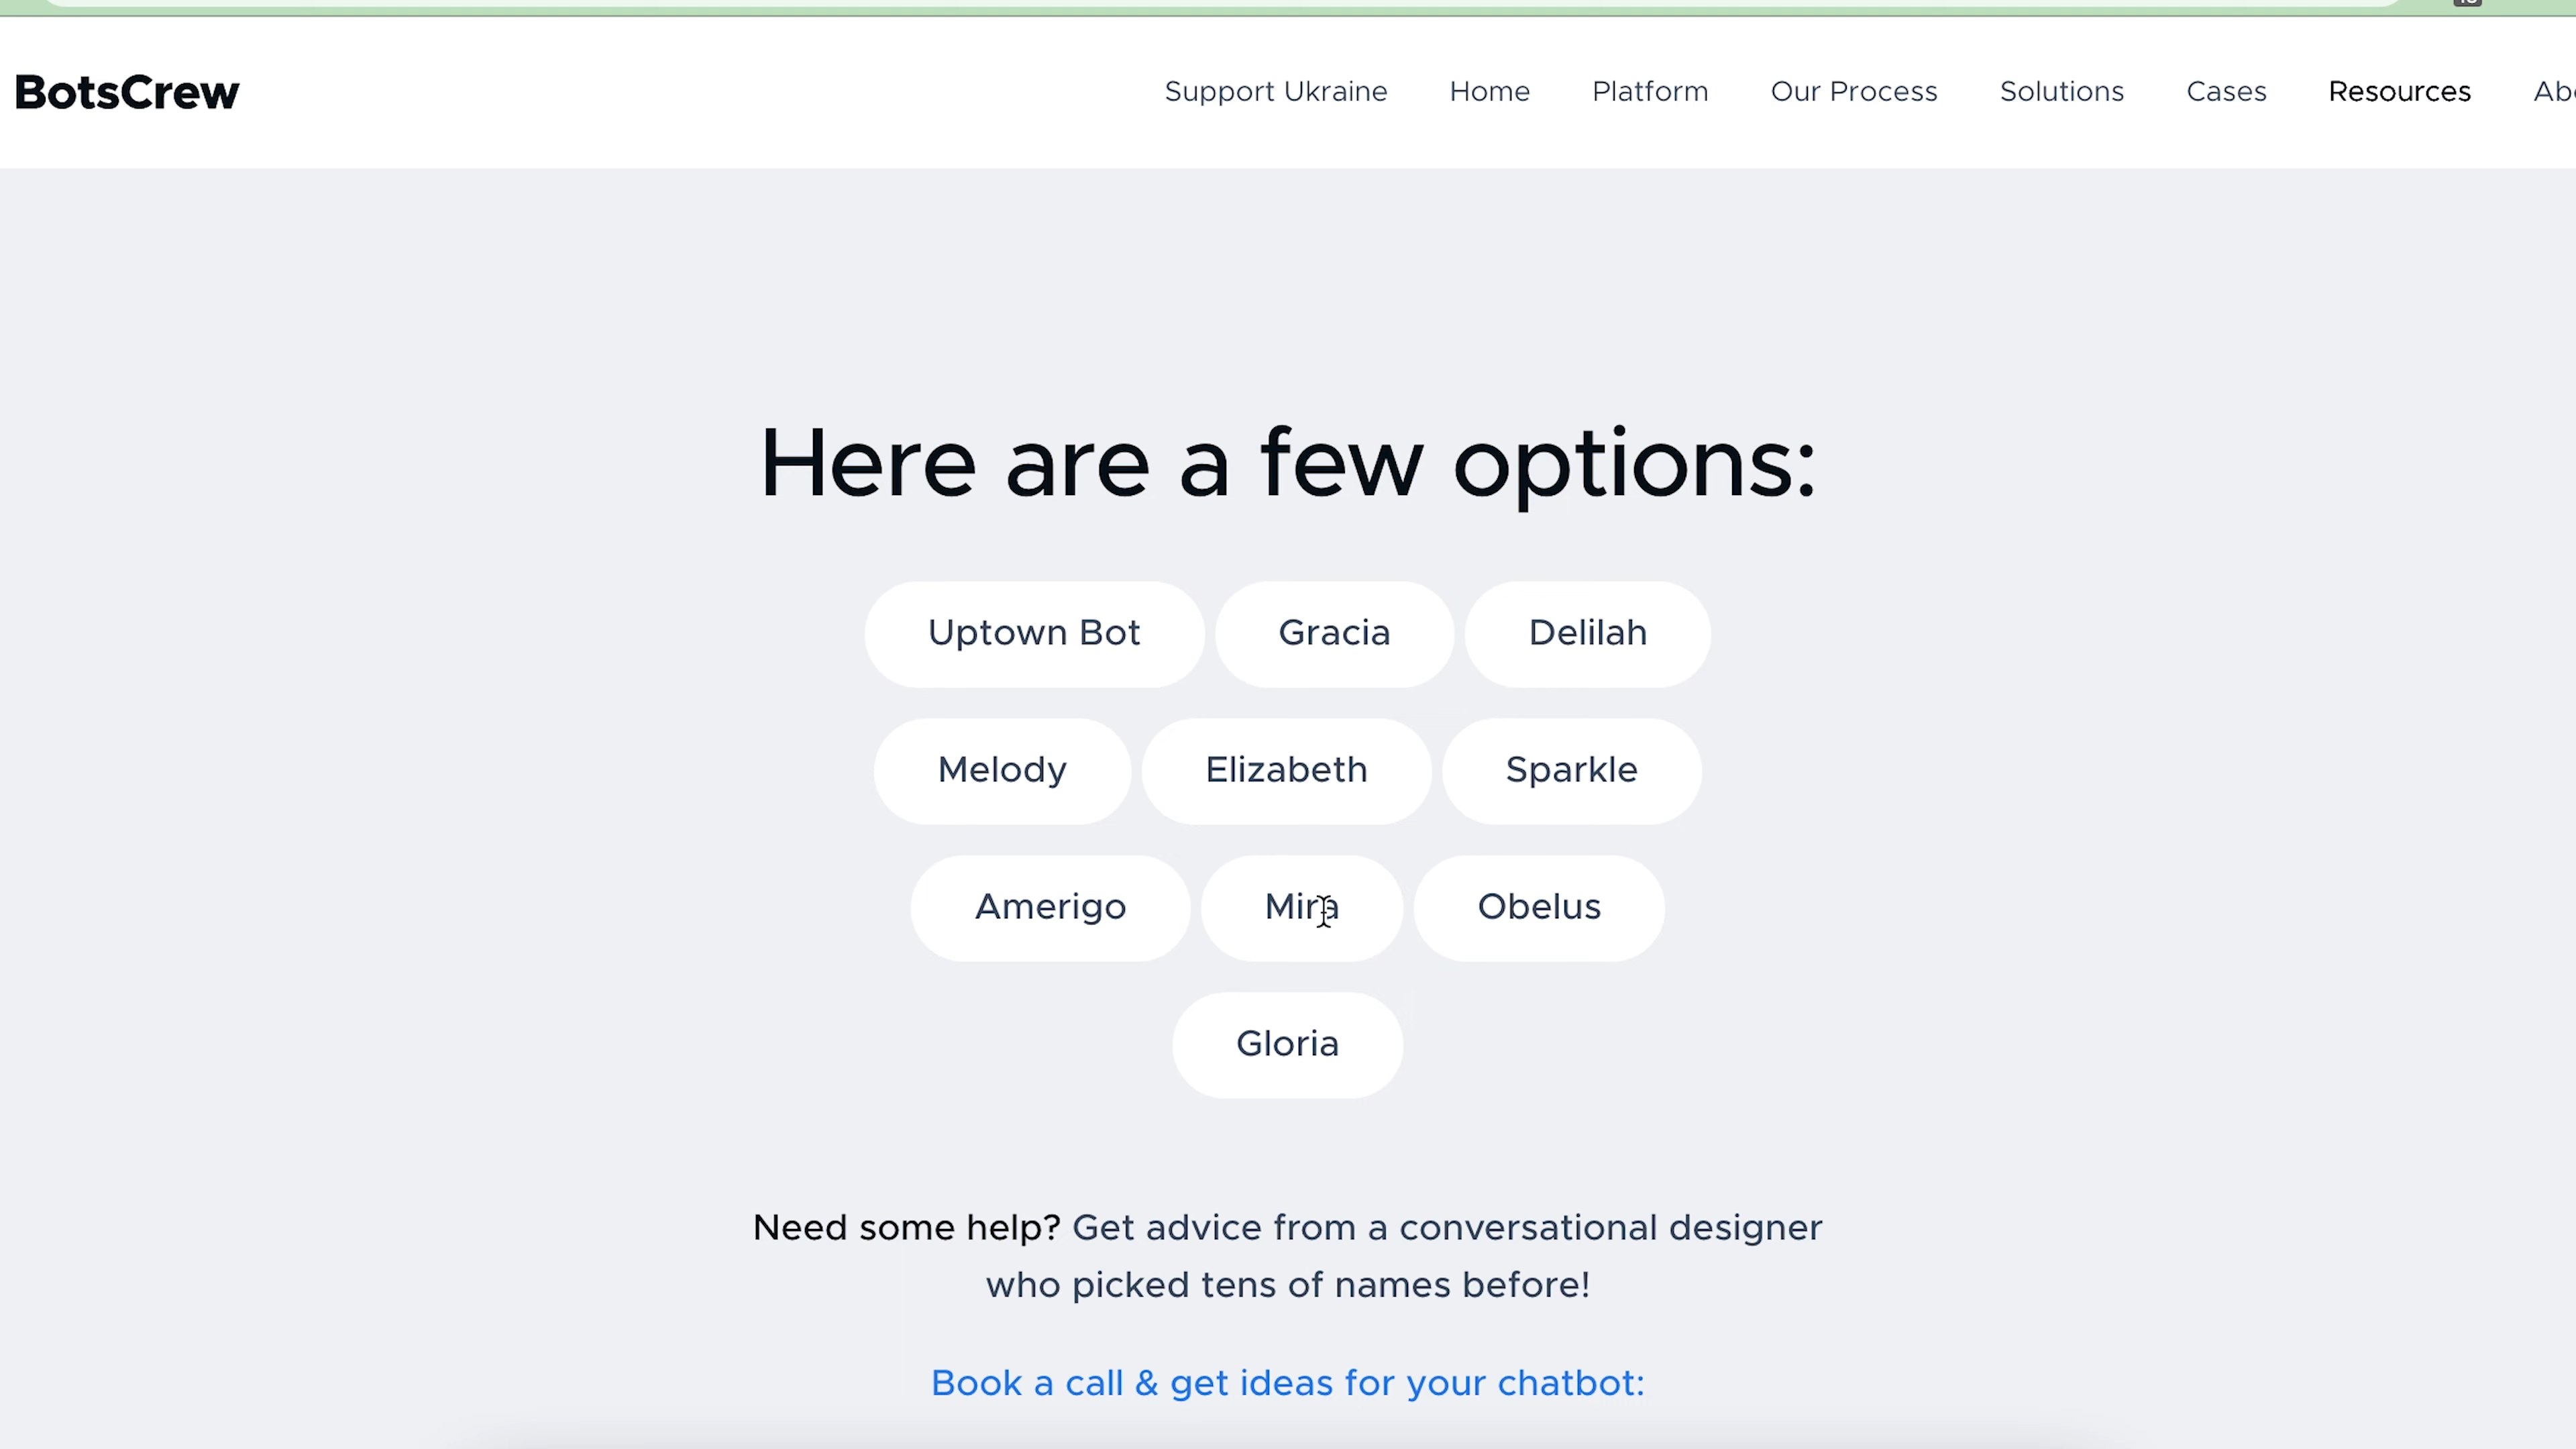 BotsCrew Support Ukraine Home Platform Our Process Solutions Cases Resources
Here are a few options:
Uptown Bot Gracia Delilah
Melody Elizabeth Sparkle
Amerigo Mira Obelus
Gloria
Need some help? Get advice from a conversational designer
who picked tens of names before!
Book a call & get ideas for your chatbot: